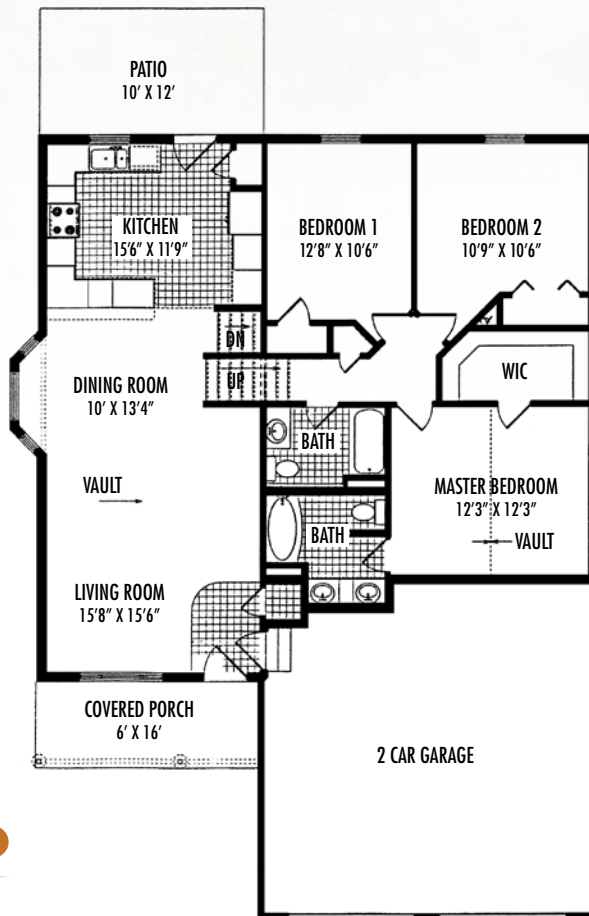 PATIO
10' X 12'
KITCHEN
15'6" X 11'9"
BEDROOM 1
12'8" X 10'6"
BEDROOM 2
10'9" X 10'6"
DN
UP
WIC
DINING ROOM
10' X 13'4"
BATH
VAULT
MASTER BEDROOM
12'3" X 12'3"
BATH
VAULT
LIVING ROOM
15'8" X 15'6"
COVERED PORCH
6' X 16'
2 CAR GARAGE